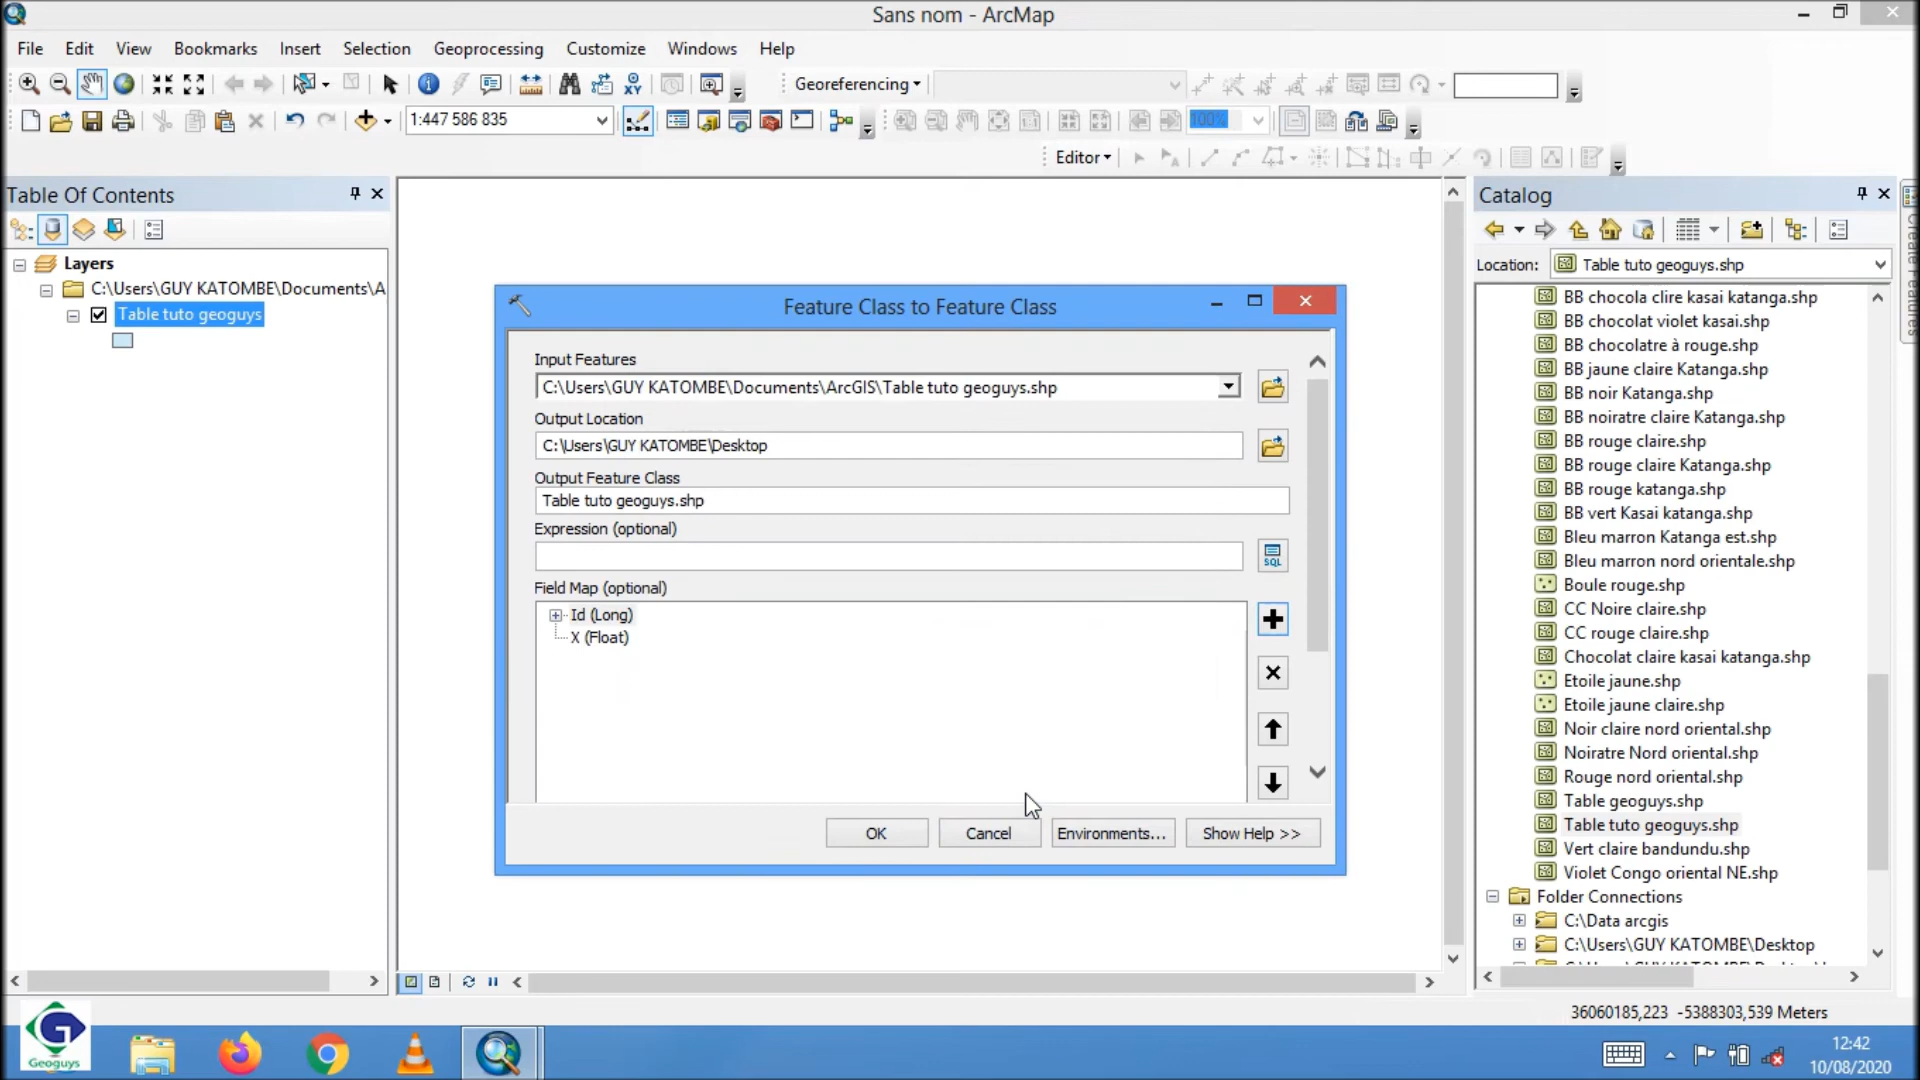 Sans nom - ArcMap
File Edit View Bookmarks Insert Selection Geoprocessing Customize Windows Help
XY Georeferencing
1:447 586 835 100%
Editor
Table Of Contents
Layers
C:\Users\GUY KATOMBE\Documents\A
Table tuto geoguys
Feature Class to Feature Class
Input Features
C:\Users\GUY KATOMBE\Documents\ArcGIS\Table tuto geoguys.shp
Output Location
C:\Users\GUY KATOMBE\Desktop
Output Feature Class
Table tuto geoguys.shp
Expression (optional)
SQL
Field Map (optional)
Id (Long)
X (Float)
OK Cancel Environments... Show Help >>
Catalog
Location: Table tuto geoguys.shp
BB chocola clire kasai katanga.shp
BB chocolat violet kasai.shp
BB chocolatre à rouge.shp
BB jaune claire Katanga.shp
BB noir Katanga.shp
BB noiratre claire Katanga.shp
BB rouge claire.shp
BB rouge claire Katanga.shp
BB rouge katanga.shp
BB vert Kasai katanga.shp
Bleu marron Katanga est.shp
Bleu marron nord orientale.shp
Boule rouge.shp
CC Noire claire.shp
CC rouge claire.shp
Chocolat claire kasai katanga.shp
Etoile jaune.shp
Etoile jaune claire.shp
Noir claire nord oriental.shp
Noiratre Nord oriental.shp
Rouge nord oriental.shp
Table geoguys.shp
Table tuto geoguys.shp
Vert claire bandundu.shp
Violet Congo oriental NE.shp
Folder Connections
C:\Data arcgis
C:\Users\GUY KATOMBE\Desktop
Create Features
36060185,223 -5388303,539 Meters
Geoguys
12:42
10/08/2020